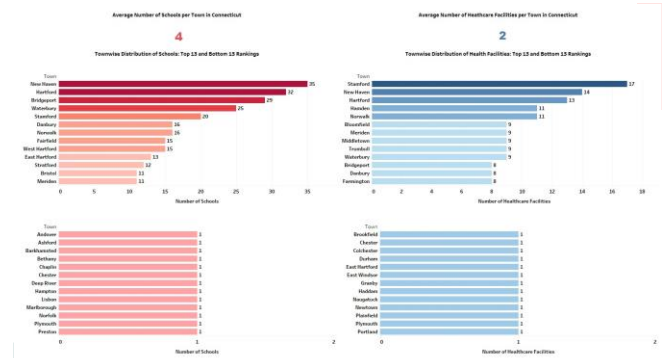 Average Number of Schools per Town in Connecticut
4
Townwise Distribution of Schools: Top 13 and Bottom 13 Rankings
Town
New Haven 35
Hartford 32
Bridgeport 29
Waterbury 25
Stamford 20
Danbury 16
Norwalk 16
Fairfield 15
West Hartford 15
East Hartford 13
Stratford 12
Bristol 11
Meriden 11
0 5 10 15 20 25 30 35
Number of Schools
Town
Andover 1
Ashford 1
Barkhamsted 1
Bethany 1
Chaplin 1
Chester 1
Deep River 1
Hampton 1
Lisbon 1
Marlborough 1
Norfolk 1
Plymouth 1
Preston 1
0 1 2
Number of Schools
Average Number of Healthcare Facilities per Town in Connecticut
2
Townwise Distribution of Health Facilities: Top 13 and Bottom 13 Rankings
Town
Stamford 17
New Haven 14
Hartford 13
Hamden 11
Norwalk 11
Bloomfield 9
Meriden 9
Middletown 9
Trumbull 9
Waterbury 9
Bridgeport 8
Danbury 8
Farmington 8
0 2 4 6 8 10 12 14 16 18
Number of Healthcare Facilities
Town
Brookfield 1
Chester 1
Colchester 1
Durham 1
East Hartford 1
East Windsor 1
Granby 1
Haddam 1
Naugatuck 1
Newtown 1
Plainfield 1
Plymouth 1
Portland 1
0 1 2
Number of Healthcare Facilities